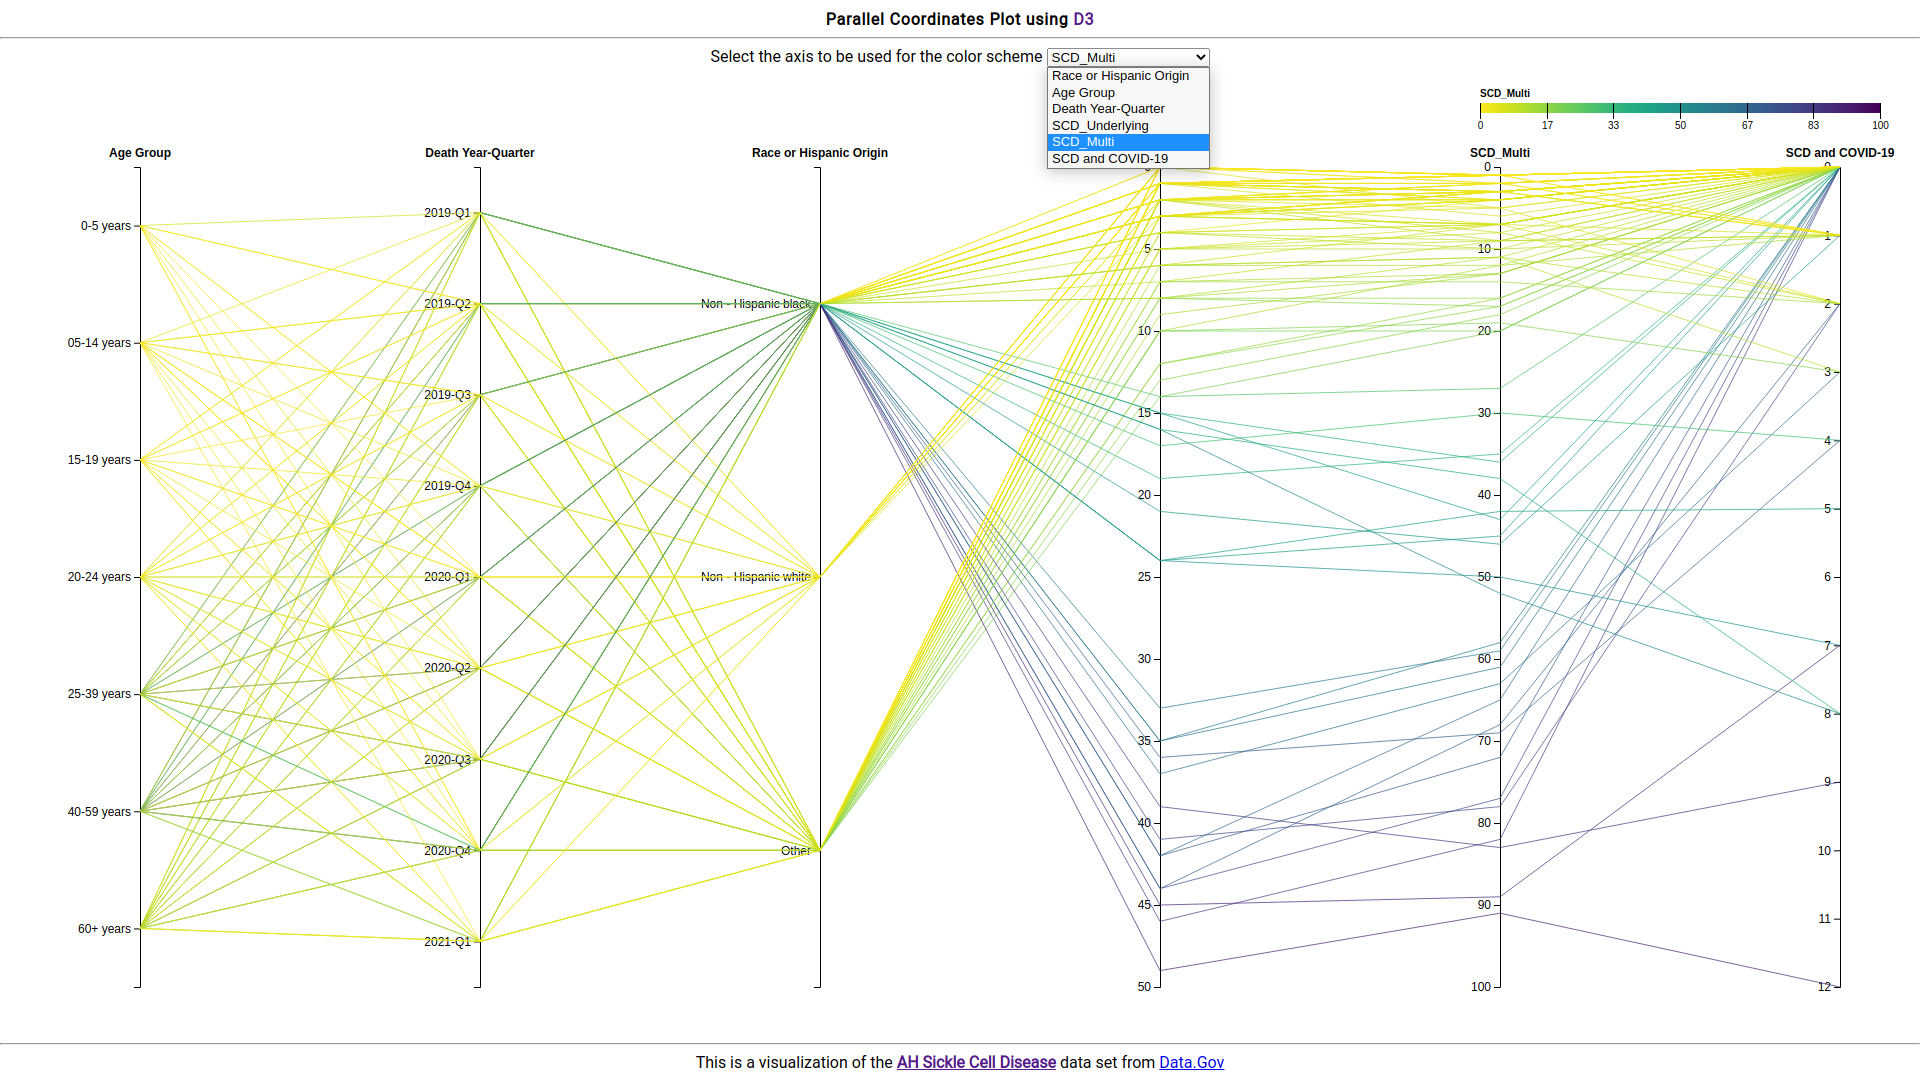 Parallel Coordinates Plot using D3
Select the axis to be used for the color scheme SCD_Multi
Race or Hispanic Origin
Age Group
Death Year-Quarter
SCD_Underlying
SCD_Multi
SCD and COVID-19
SCD_Multi
0 17 33 50 67 83 100
Age Group
0-5 years
05-14 years
15-19 years
20-24 years
25-39 years
40-59 years
60+ years
Death Year-Quarter
2019-Q1
2019-Q2
2019-Q3
2019-Q4
2020-Q1
2020-Q2
2020-Q3
2020-Q4
2021-Q1
Race or Hispanic Origin
Non - Hispanic black
Non - Hispanic white
Other
5
10
15
20
25
30
35
40
45
50
SCD_Multi
0
10
20
30
40
50
60
70
80
90
100
SCD and COVID-19
0
1
2
3
4
5
6
7
8
9
10
11
12
This is a visualization of the AH Sickle Cell Disease data set from Data.Gov